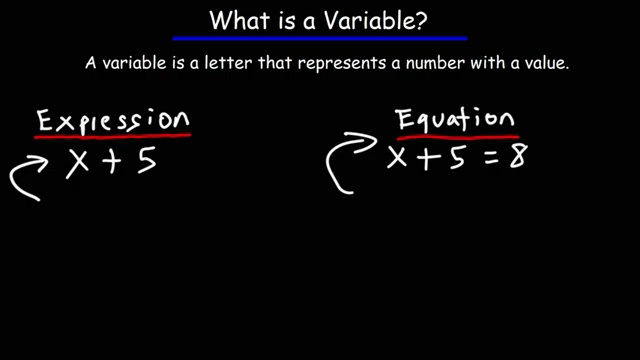 What is a Variable?
A variable is a letter that represents a number with a value.
Expression
x + 5
Equation
x + 5 = 8